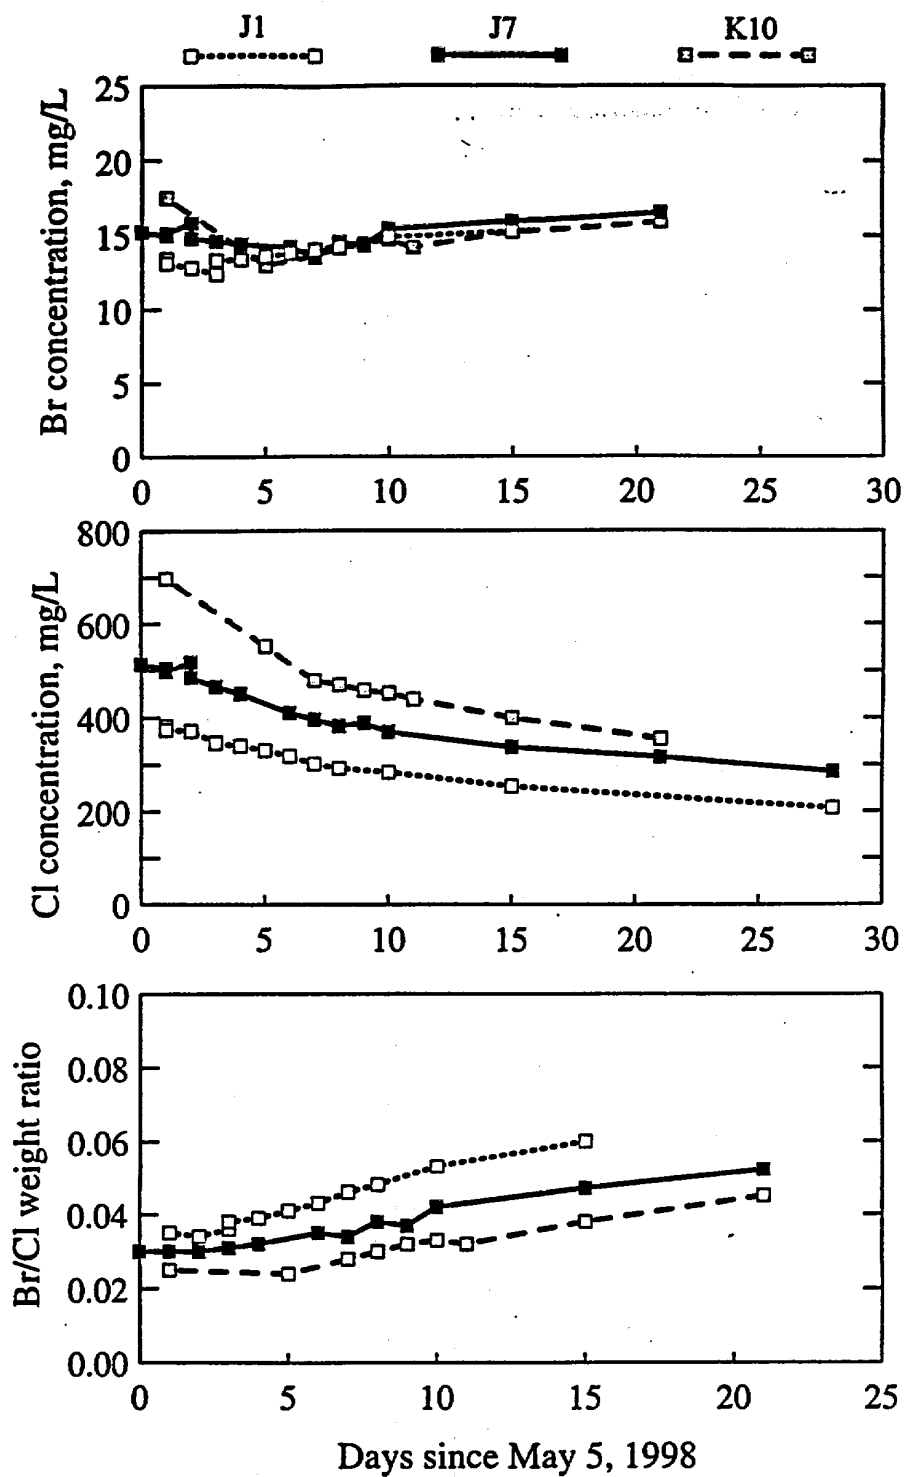 J1 J7 K10
Br concentration, mg/L
25
20
15
10
5
0
0 5 10 15 20 25 30
Cl concentration, mg/L
800
600
400
200
0
0 5 10 15 20 25 30
Br/Cl weight ratio
0.10
0.08
0.06
0.04
0.02
0.00
0 5 10 15 20 25
Days since May 5, 1998